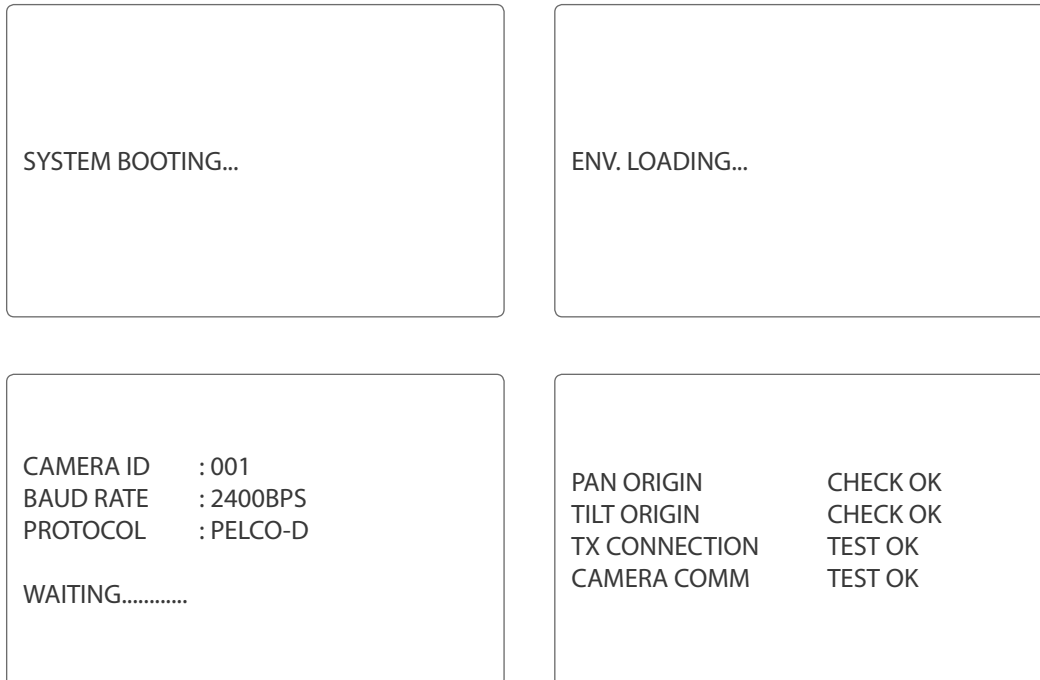 SYSTEM BOOTING...
ENV. LOADING...
CAMERA ID : 001
BAUD RATE : 2400BPS
PROTOCOL : PELCO-D
WAITING............
PAN ORIGIN CHECK OK
TILT ORIGIN CHECK OK
TX CONNECTION TEST OK
CAMERA COMM TEST OK